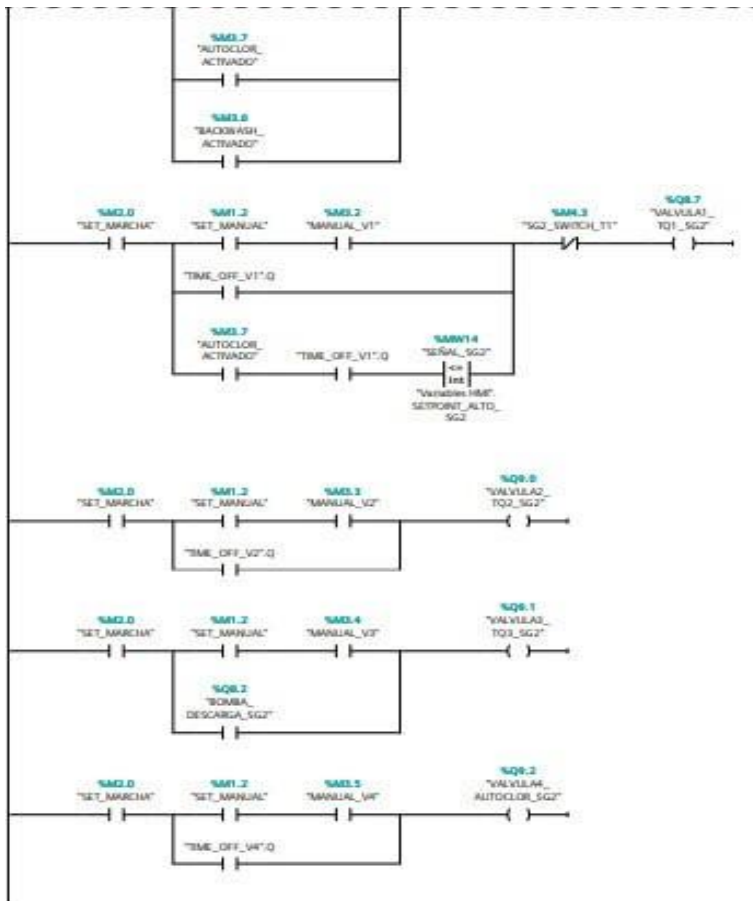 %M3.7
"AUTOCLOR_
ACTIVADO"
%M3.0
"BACKWASH_
ACTIVADO"
%M2.0
"SET_MARCHA"
%M1.2
"SET_MANUAL"
%M3.2
"MANUAL_V1"
%M4.3
"SG2_SWITCH_T1"
%Q8.7
"VALVULA1_
TQ1_SG2"
"TIME_OFF_V1".Q
%M3.7
"AUTOCLOR_
ACTIVADO"
"TIME_OFF_V1".Q
%MW14
"SEÑAL_SG2"
<=
Int
"Variables HMI".
SETPOINT_ALTO_
SG2
%M2.0
"SET_MARCHA"
%M1.2
"SET_MANUAL"
%M3.3
"MANUAL_V2"
%Q9.0
"VALVULA2_
TQ2_SG2"
"TIME_OFF_V2".Q
%M2.0
"SET_MARCHA"
%M1.2
"SET_MANUAL"
%M3.4
"MANUAL_V3"
%Q9.1
"VALVULA3_
TQ3_SG2"
%Q8.2
"BOMBA_
DESCARGA_SG2"
%M2.0
"SET_MARCHA"
%M1.2
"SET_MANUAL"
%M3.5
"MANUAL_V4"
%Q9.2
"VALVULA4_
AUTOCLOR_SG2"
"TIME_OFF_V4".Q